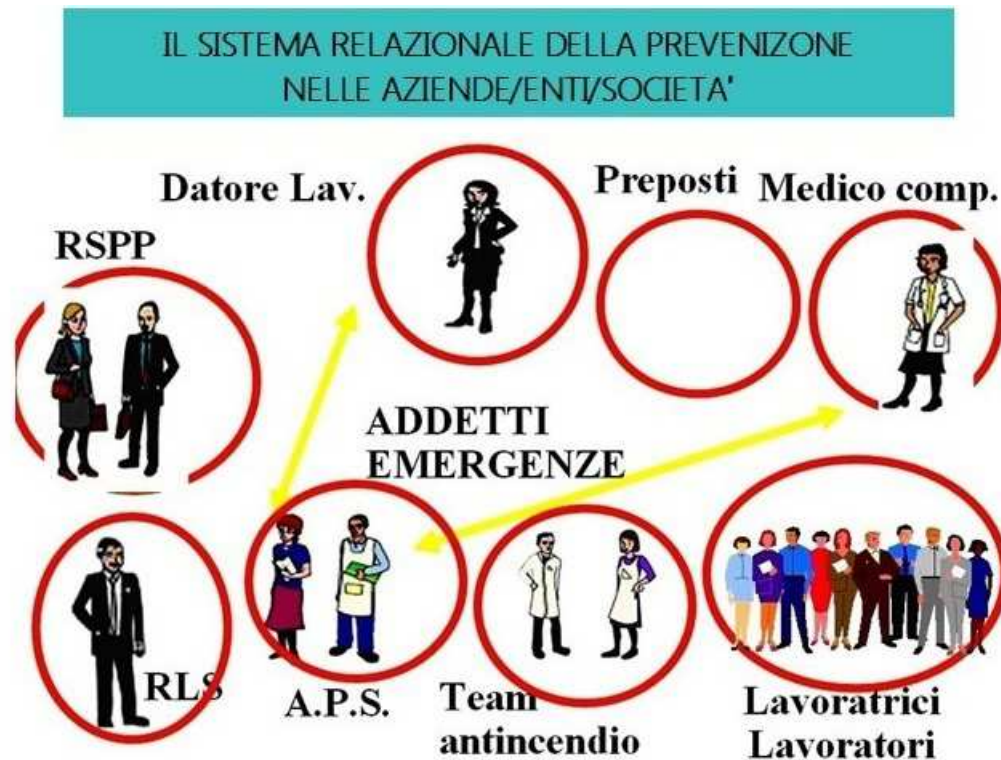 IL SISTEMA RELAZIONALE DELLA PREVENIZONE
NELLE AZIENDE/ENTI/SOCIETA'
Datore Lav.
Preposti
Medico comp.
RSPP
ADDETTI
EMERGENZE
RLS
A.P.S.
Team
antincendio
Lavoratrici
Lavoratori